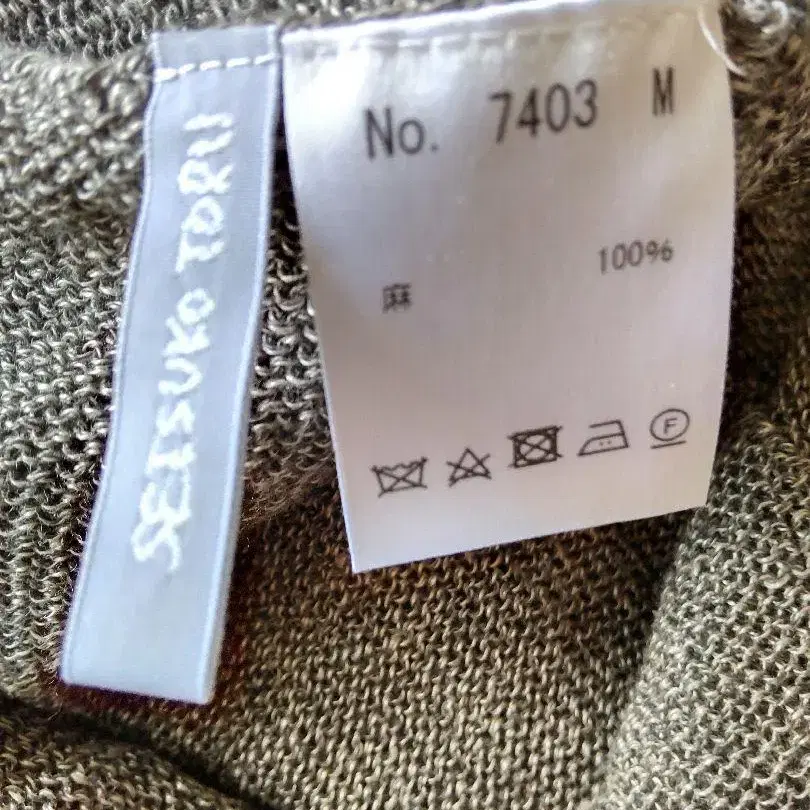 SEISUKO TORU
No. 7403 M
麻 100%
F